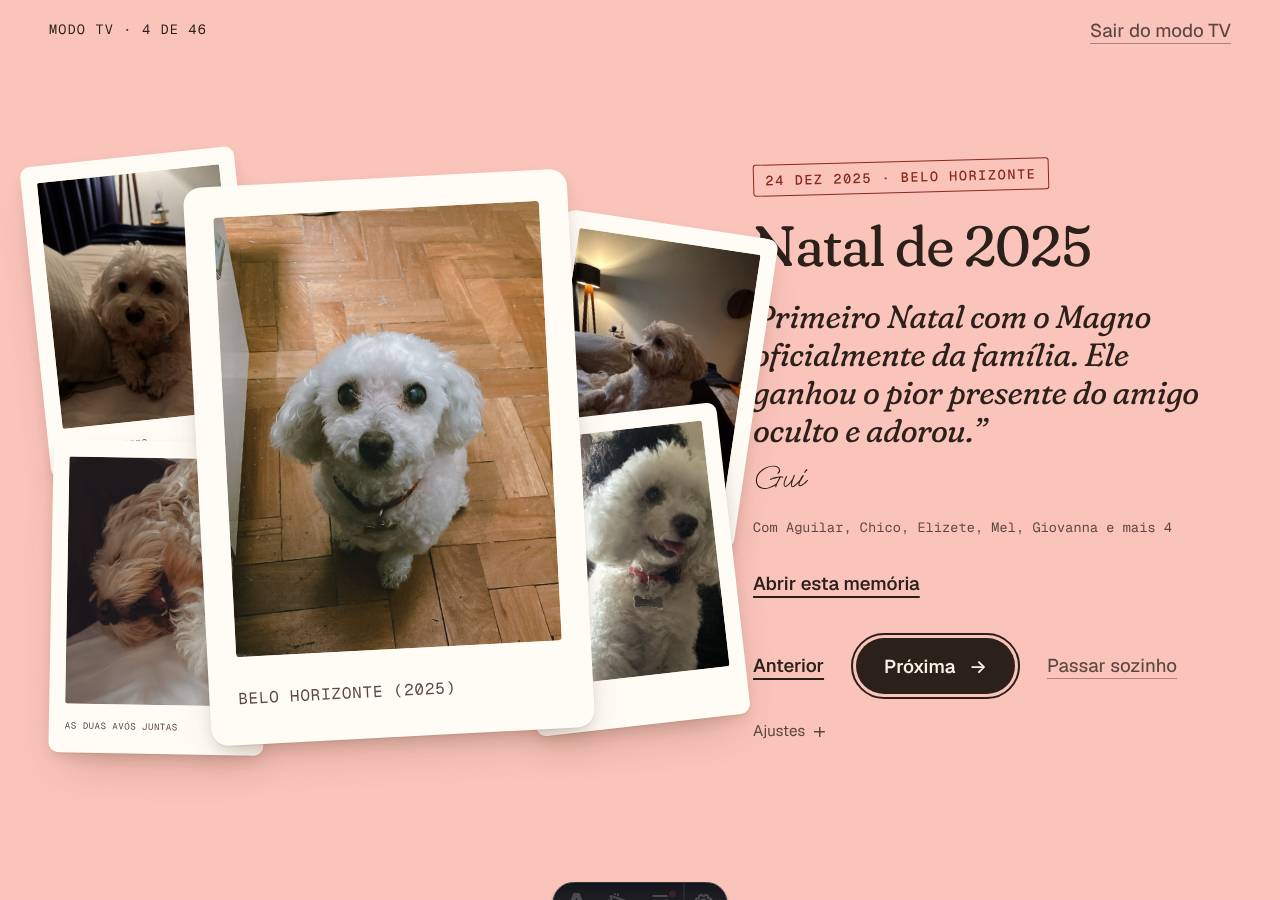 MODO TV · 4 DE 46
Sair do modo TV
24 DEZ 2025 · BELO HORIZONTE
Natal de 2025
Primeiro Natal com o Magno
oficialmente da família. Ele
ganhou o pior presente do amigo
oculto e adorou.”
Gui
Com Aguilar, Chico, Elizete, Mel, Giovanna e mais 4
Abrir esta memória
Anterior
Próxima →
Passar sozinho
Ajustes +
BELO HORIZONTE (2025)
AS DUAS AVÓS JUNTAS